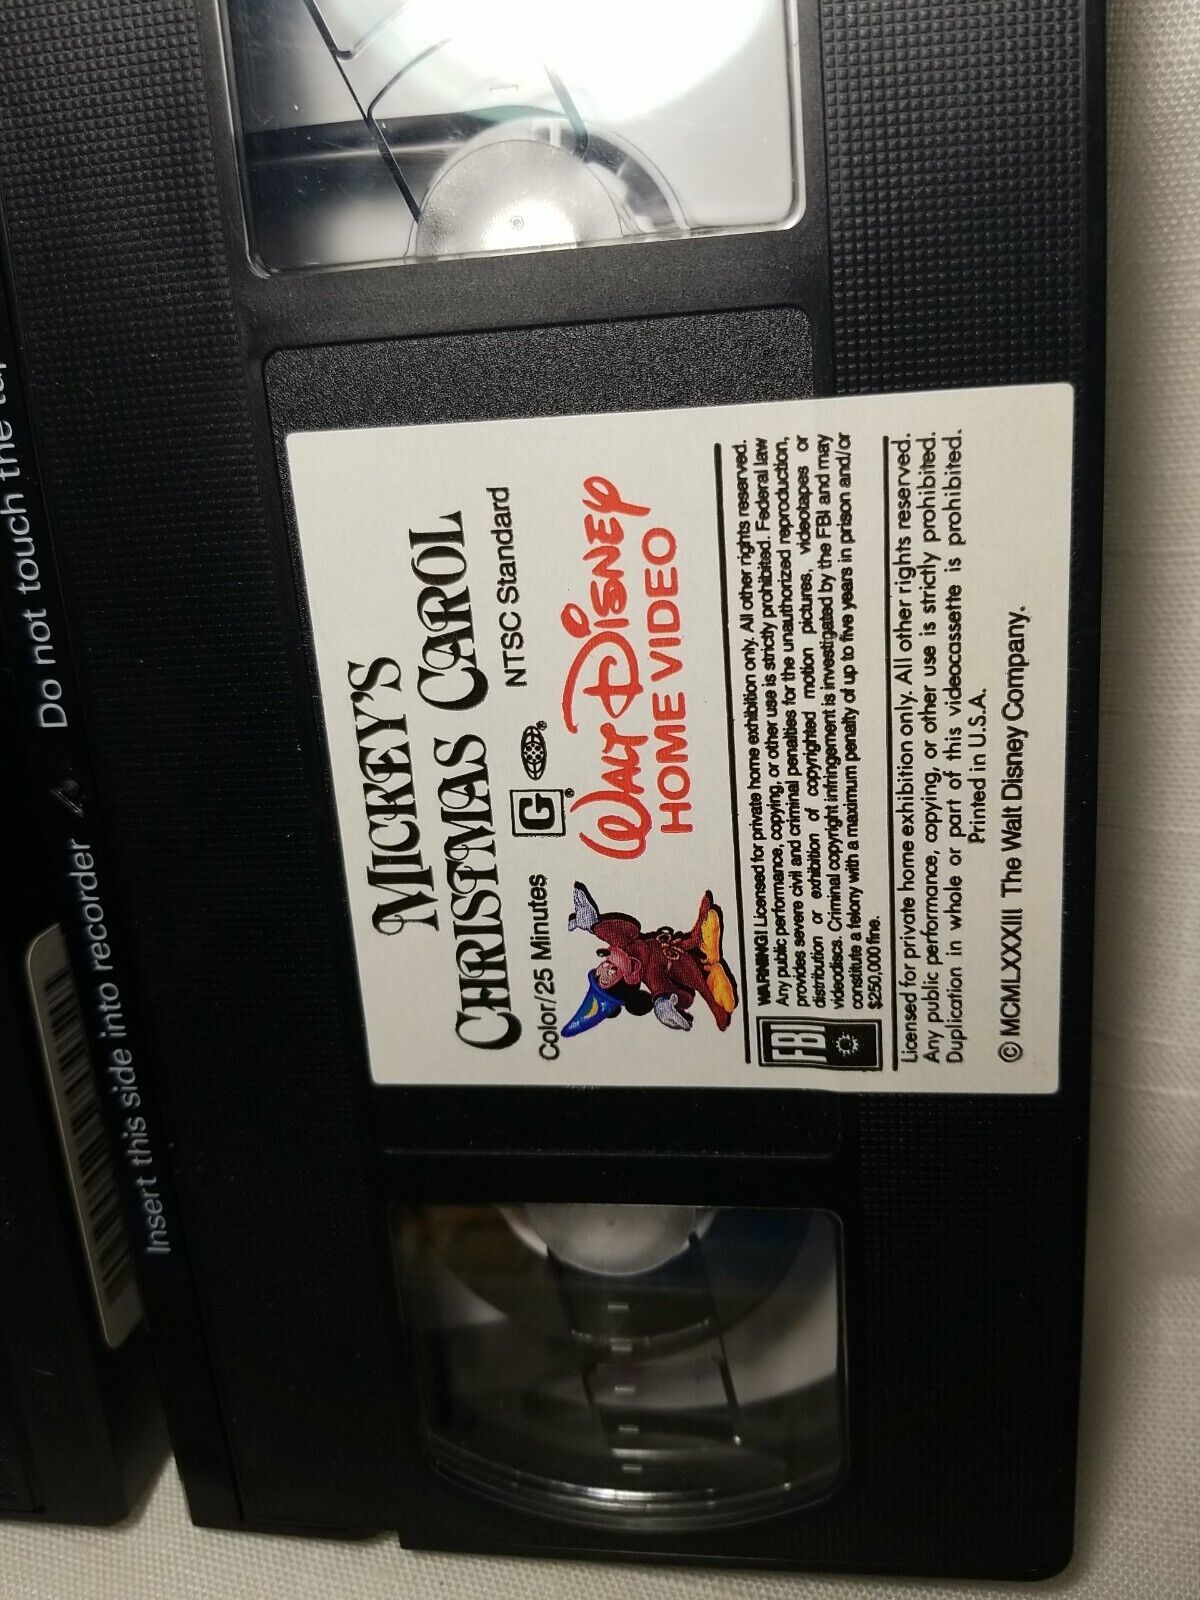 MICKEY'S
CHRISTMAS CAROL
Color/25 Minutes G ® ® NTSC Standard
WALT DISNEY
HOME VIDEO
FBI
WARNING! Licensed for private home exhibition only. All other rights reserved.
Any public performance, copying, or other use is strictly prohibited. Federal law
provides severe civil and criminal penalties for the unauthorized reproduction,
distribution or exhibition of copyrighted motion pictures, videotapes or
videodiscs. Criminal copyright infringement is investigated by the FBI and may
constitute a felony with a maximum penalty of up to five years in prison and/or
$250,000 fine.
Licensed for private home exhibition only. All other rights reserved.
Any public performance, copying, or other use is strictly prohibited.
Duplication in whole or part of this videocassette is prohibited.
Printed in U.S.A.
© MCMLXXXIII The Walt Disney Company.
Insert this side into recorder
Do not touch the